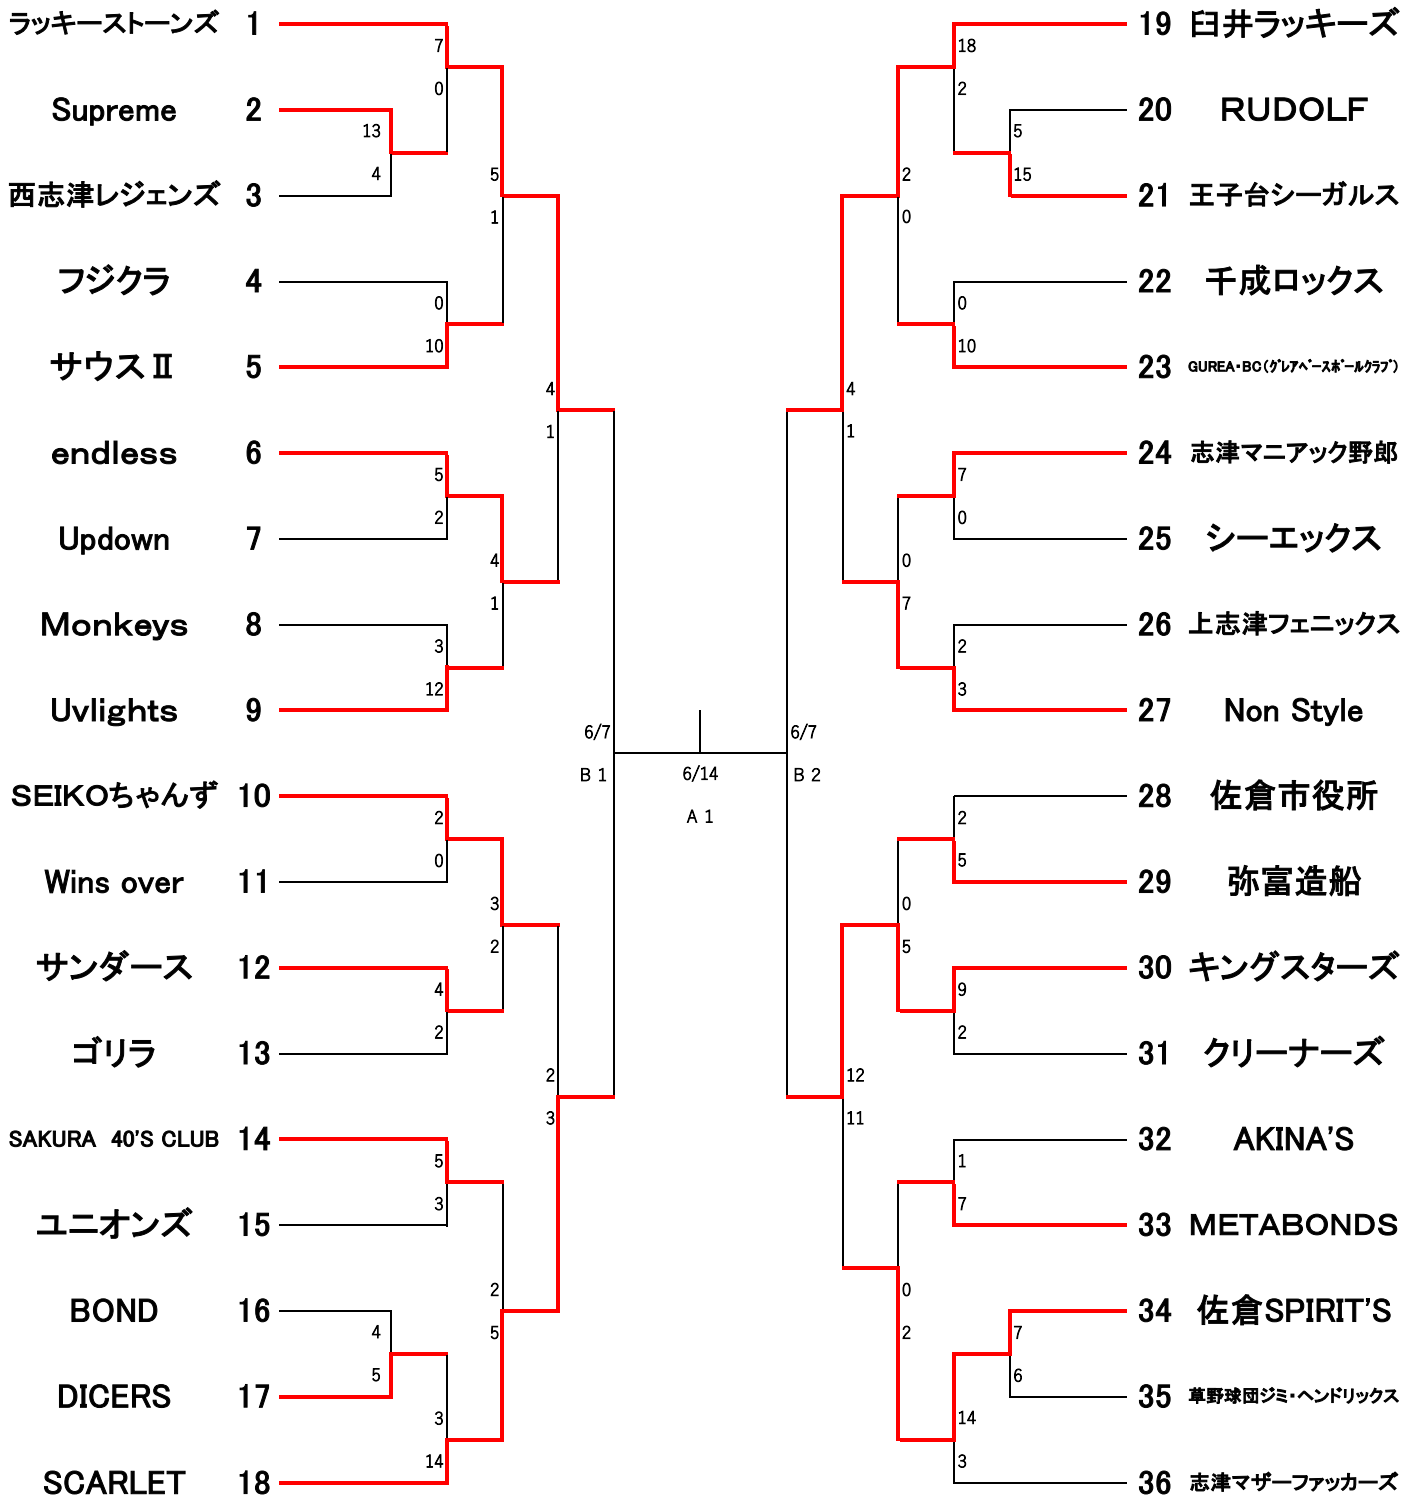 ラッキーストーンズ 1
7
0
Supreme 2
13
4
西志津レジェンズ 3
5
1
フジクラ 4
0
10
サウスⅡ 5
4
1
endless 6
5
2
Updown 7
4
1
Monkeys 8
3
12
Uvlights 9
6/7
B 1
SEIKOちゃんず 10
2
0
Wins over 11
3
2
サンダース 12
4
2
ゴリラ 13
2
3
SAKURA 40'S CLUB 14
5
3
ユニオンズ 15
2
5
BOND 16
4
5
DICERS 17
3
14
SCARLET 18
6/14
A 1
19 臼井ラッキーズ
18
2
20 RUDOLF
5
15
21 王子台シーガルス
2
0
22 千成ロックス
0
10
23 GUREA・BC(グレアベースボールクラブ)
4
1
24 志津マニアック野郎
7
0
25 シーエックス
0
7
26 上志津フェニックス
2
3
27 Non Style
6/7
B 2
28 佐倉市役所
2
5
29 弥富造船
0
5
30 キングスターズ
9
2
31 クリーナーズ
12
11
32 AKINA'S
1
7
33 METABONDS
0
2
34 佐倉SPIRIT'S
7
6
35 草野球団ジミ・ヘンドリックス
14
3
36 志津マザーファッカーズ